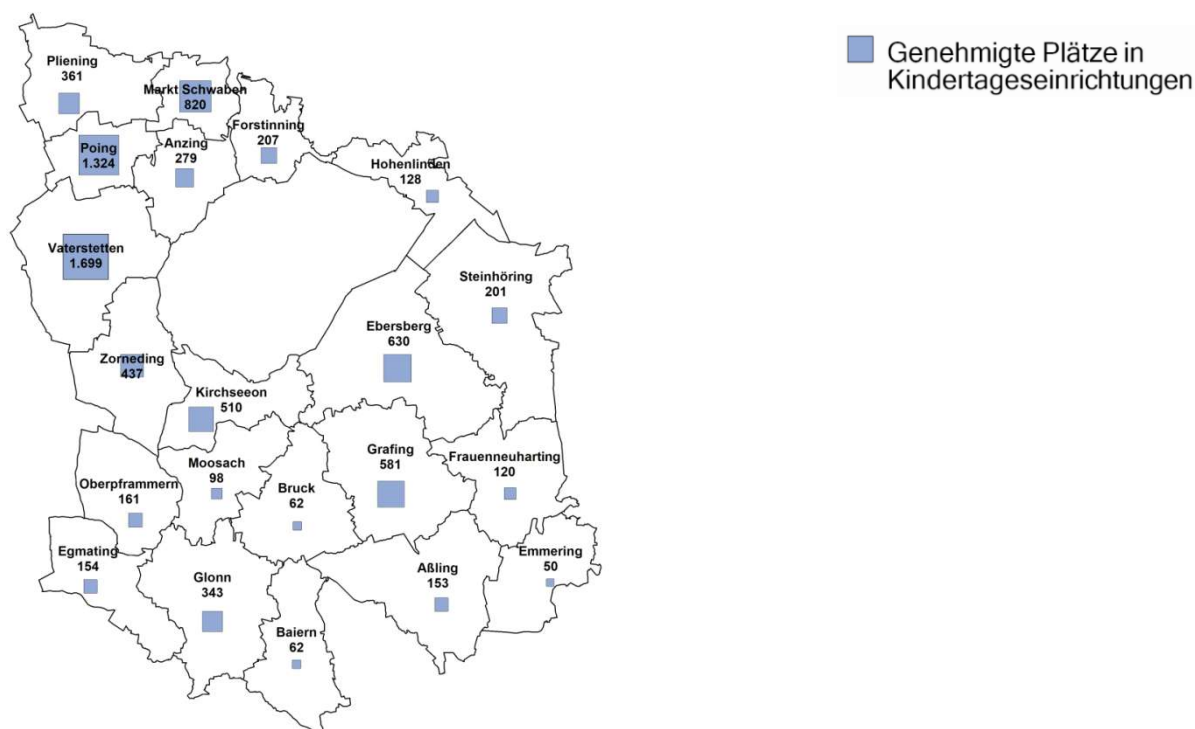 Genehmigte Plätze in
Kindertageseinrichtungen
Pliening
361
Markt Schwaben
820
Forstinning
207
Poing
1.324
Anzing
279
Hohenlinden
128
Vaterstetten
1.699
Steinhöring
201
Ebersberg
630
Zorneding
437
Kirchseeon
510
Grafing
581
Frauenneuharting
120
Moosach
98
Oberpframmern
161
Bruck
62
Egmating
154
Emmering
50
Glonn
343
Aßling
153
Baiern
62